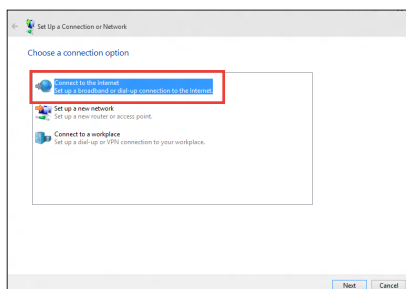 Set Up a Connection or Network
Choose a connection option
Connect to the Internet
Set up a broadband or dial-up connection to the Internet.
Set up a new network
Set up a new router or access point.
Connect to a workplace
Set up a dial-up or VPN connection to your workplace.
Next Cancel